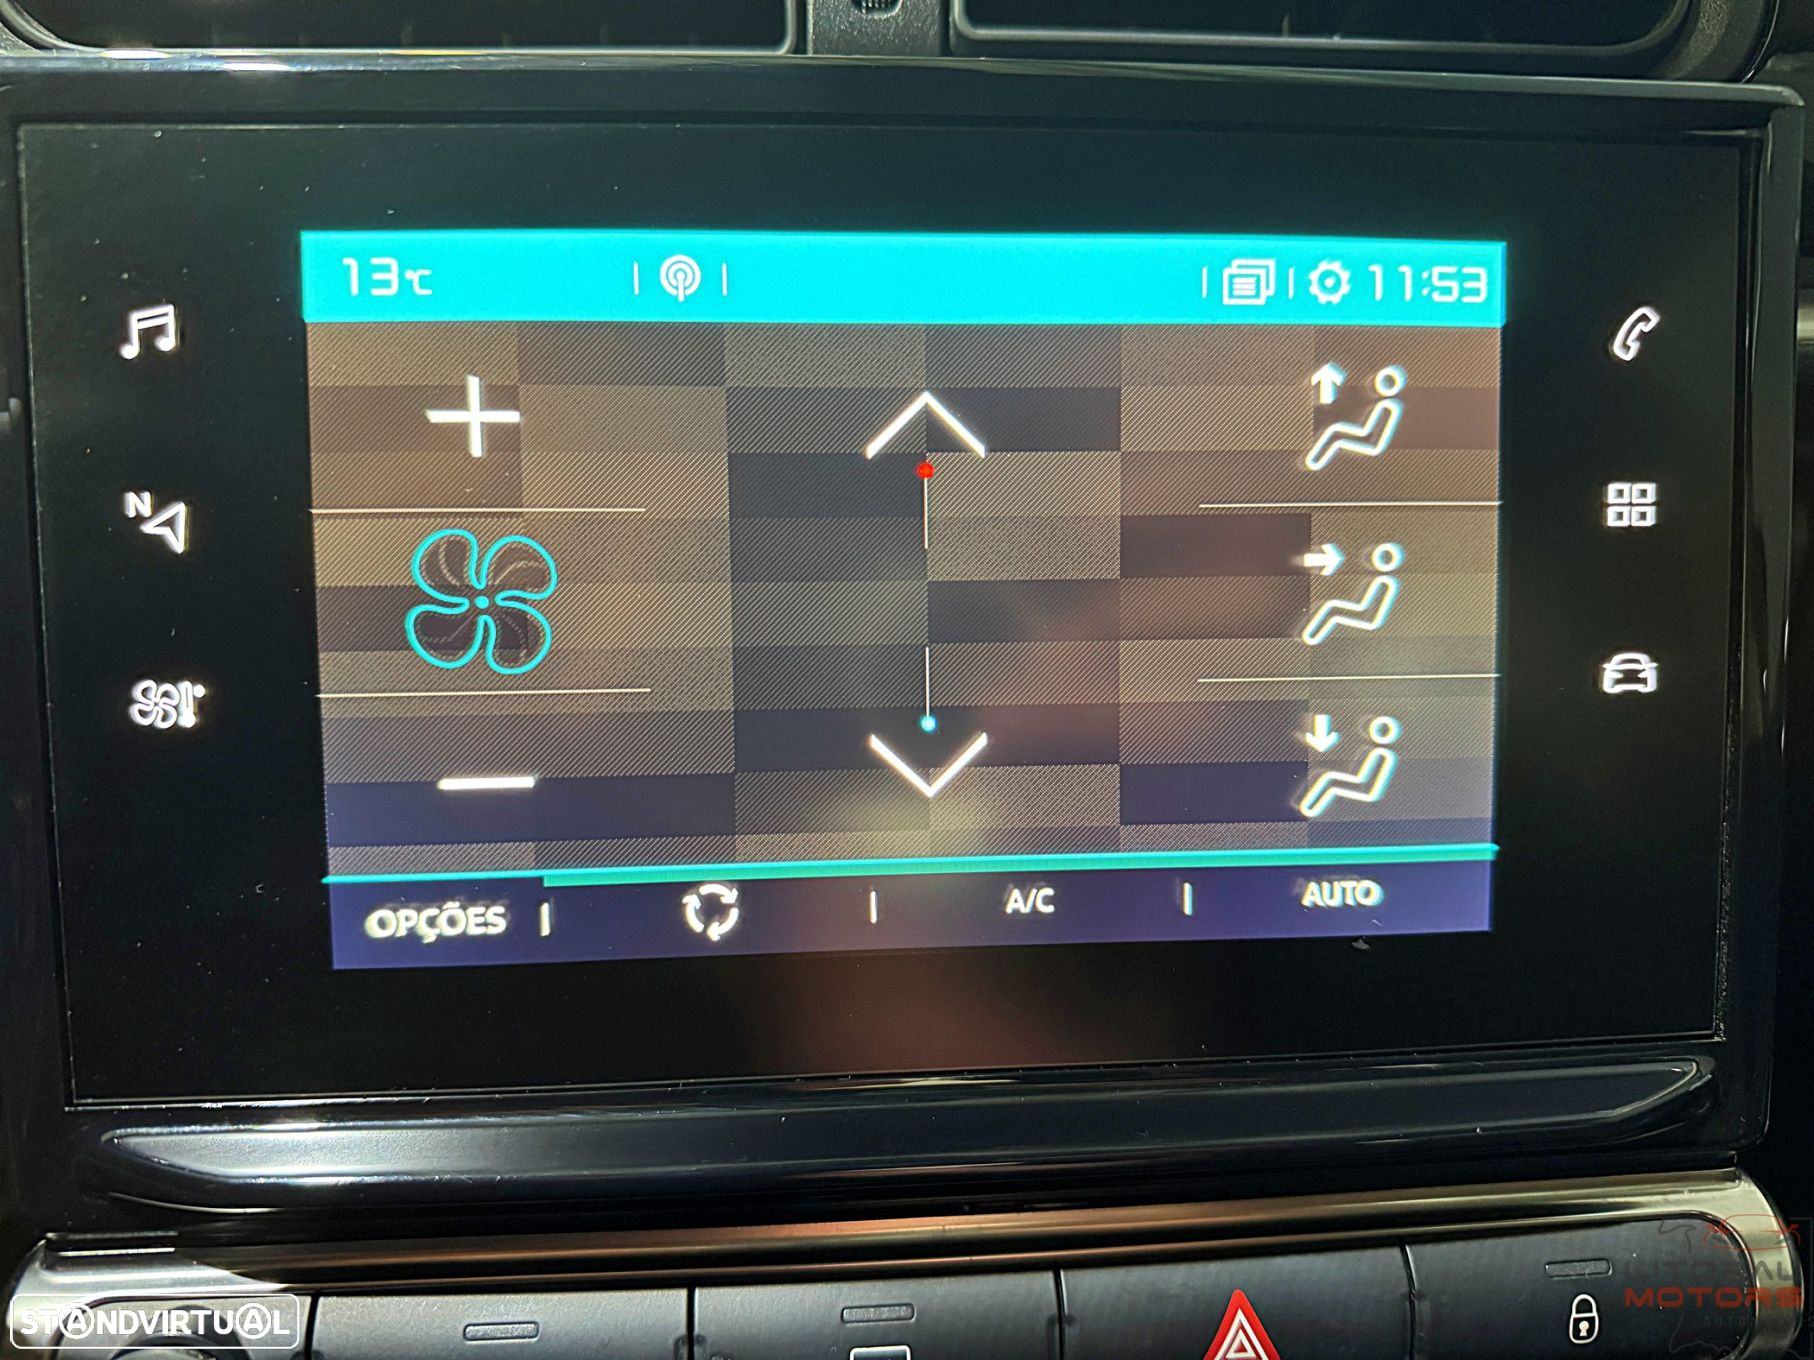 13°C
11:53
N
OPÇÕES
A/C
AUTO
STANDVIRTUAL
MOTORS